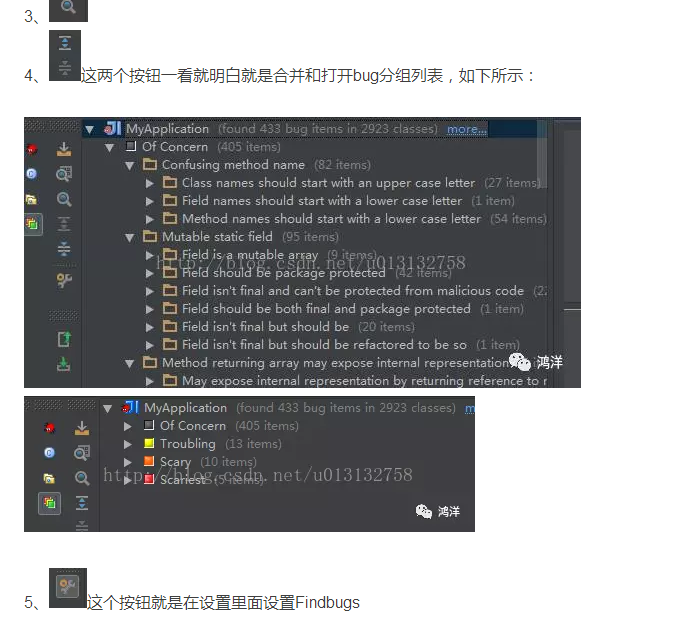 3、
4、这两个按钮一看就明白就是合并和打开bug分组列表，如下所示：
MyApplication (found 433 bug items in 2923 classes) more...
Of Concern (405 items)
Confusing method name (82 items)
Class names should start with an upper case letter (27 items)
Field names should start with a lower case letter (1 item)
Method names should start with a lower case letter (54 items)
Mutable static field (95 items)
Field is a mutable array (9 items)
http://blog.csdn.net/u013132758
Field should be package protected (42 items)
Field isn't final and can't be protected from malicious code (22
Field should be both final and package protected (1 item)
Field isn't final but should be (20 items)
Field isn't final but should be refactored to be so (1 item)
Method returning array may expose internal representation
鸿洋
May expose internal representation by returning reference to
MyApplication (found 433 bug items in 2923 classes)
Of Concern (405 items)
Troubling (13 items)
Scary (10 items)
http://blog.csdn.net/u013132758
Scariest (5 items)
鸿洋
5、这个按钮就是在设置里面设置Findbugs